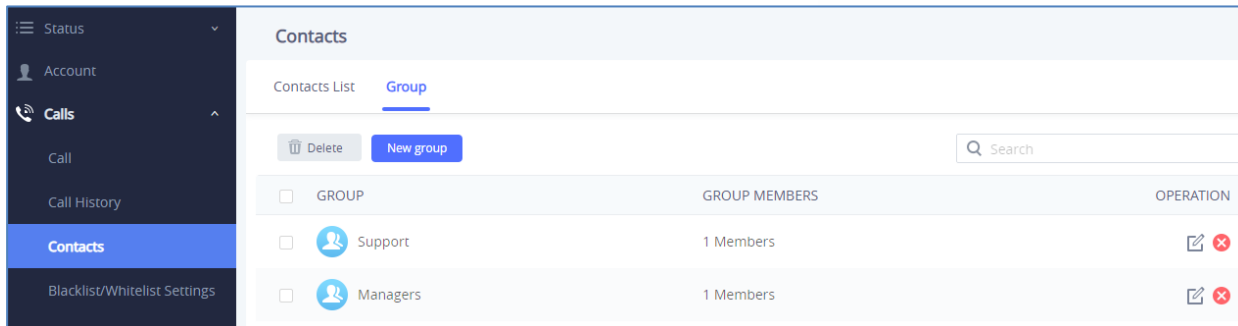 Status
Account
Calls
Call
Call History
Contacts
Blacklist/Whitelist Settings
Contacts
Contacts List Group
Delete New group Search
GROUP GROUP MEMBERS OPERATION
Support 1 Members
Managers 1 Members